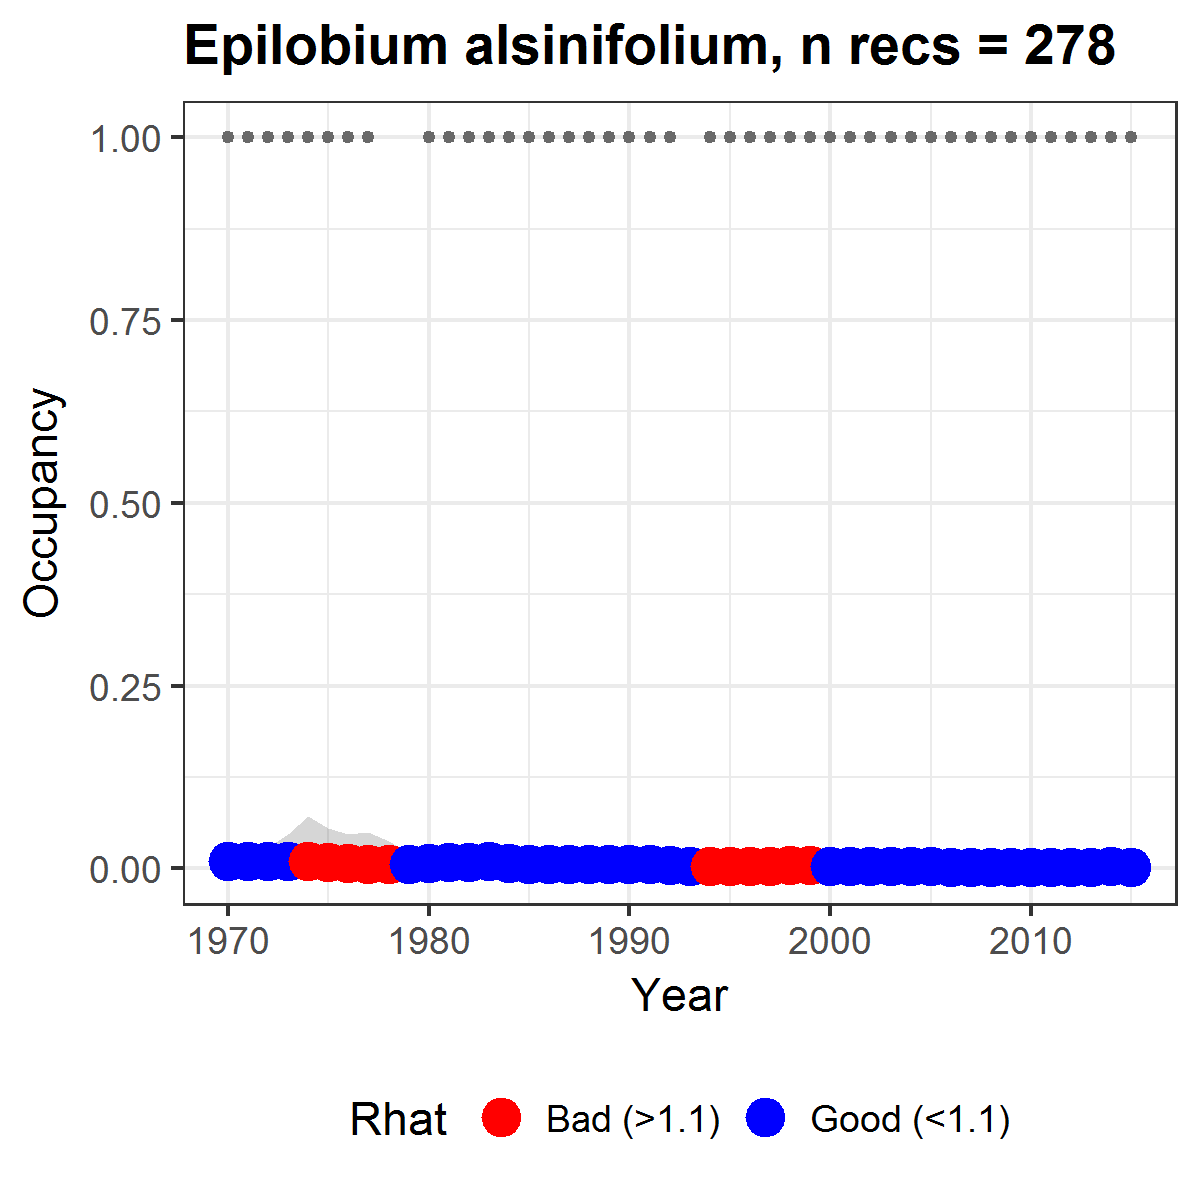 Epilobium alsinifolium, n recs = 278
1.00
0.75
0.50
0.25
0.00
Occupancy
1970 1980 1990 2000 2010
Year
Rhat Bad (>1.1) Good (<1.1)